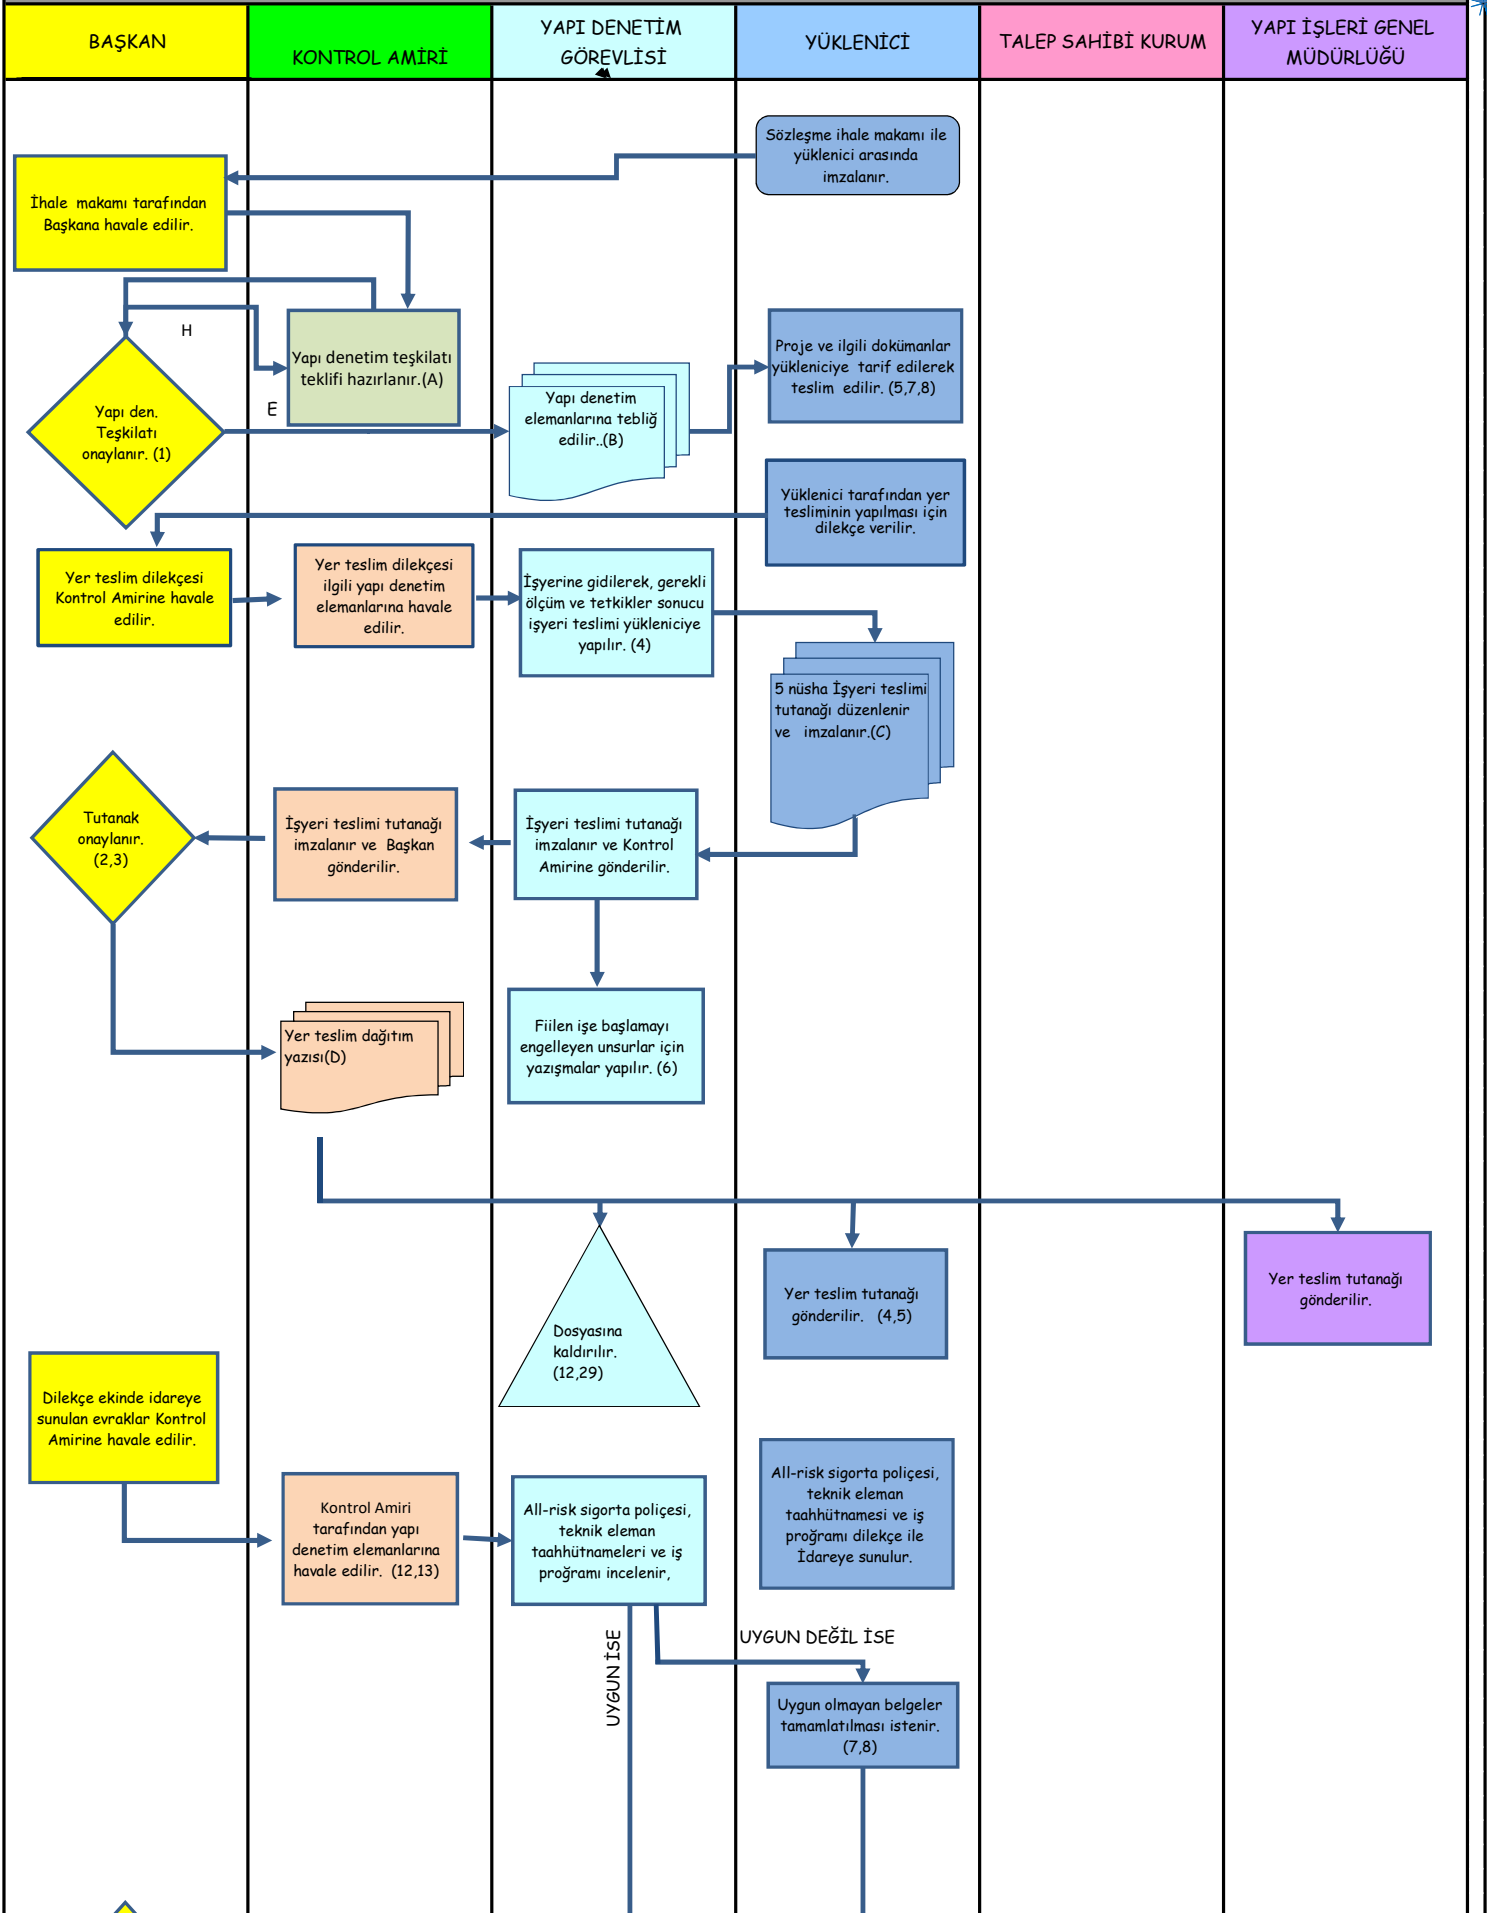 BAŞKAN
KONTROL AMİRİ
YAPI DENETİM
GÖREVLİSİ
YÜKLENİCİ
TALEP SAHİBİ KURUM
YAPI İŞLERİ GENEL
MÜDÜRLÜĞÜ
Sözleşme ihale makamı ile
yüklenici arasında
imzalanır.
İhale makamı tarafından
Başkana havale edilir.
H
Yapı denetim teşkilatı
teklifi hazırlanır.(A)
E
Yapı den.
Teşkilatı
onaylanır. (1)
Yapı denetim
elemanlarına tebliğ
edilir..(B)
Proje ve ilgili dokümanlar
yükleniciye tarif edilerek
teslim edilir. (5,7,8)
Yüklenici tarafından yer
tesliminin yapılması için
dilekçe verilir.
Yer teslim dilekçesi
Kontrol Amirine havale
edilir.
Yer teslim dilekçesi
ilgili yapı denetim
elemanlarına havale
edilir.
İşyerine gidilerek, gerekli
ölçüm ve tetkikler sonucu
işyeri teslimi yükleniciye
yapılır. (4)
5 nüsha İşyeri teslimi
tutanağı düzenlenir
ve imzalanır.(C)
Tutanak
onaylanır.
(2,3)
İşyeri teslimi tutanağı
imzalanır ve Başkan
gönderilir.
İşyeri teslimi tutanağı
imzalanır ve Kontrol
Amirine gönderilir.
Yer teslim dağıtım
yazısı(D)
Fiilen işe başlamayı
engelleyen unsurlar için
yazışmalar yapılır. (6)
Dosyasına
kaldırılır.
(12,29)
Yer teslim tutanağı
gönderilir. (4,5)
Yer teslim tutanağı
gönderilir.
Dilekçe ekinde idareye
sunulan evraklar Kontrol
Amirine havale edilir.
Kontrol Amiri
tarafından yapı
denetim elemanlarına
havale edilir. (12,13)
All-risk sigorta poliçesi,
teknik eleman
taahhütnameleri ve iş
proğramı incelenir,
All-risk sigorta poliçesi,
teknik eleman
taahhütnamesi ve iş
proğramı dilekçe ile
İdareye sunulur.
UYGUN İSE
UYGUN DEĞİL İSE
Uygun olmayan belgeler
tamamlatılması istenir.
(7,8)